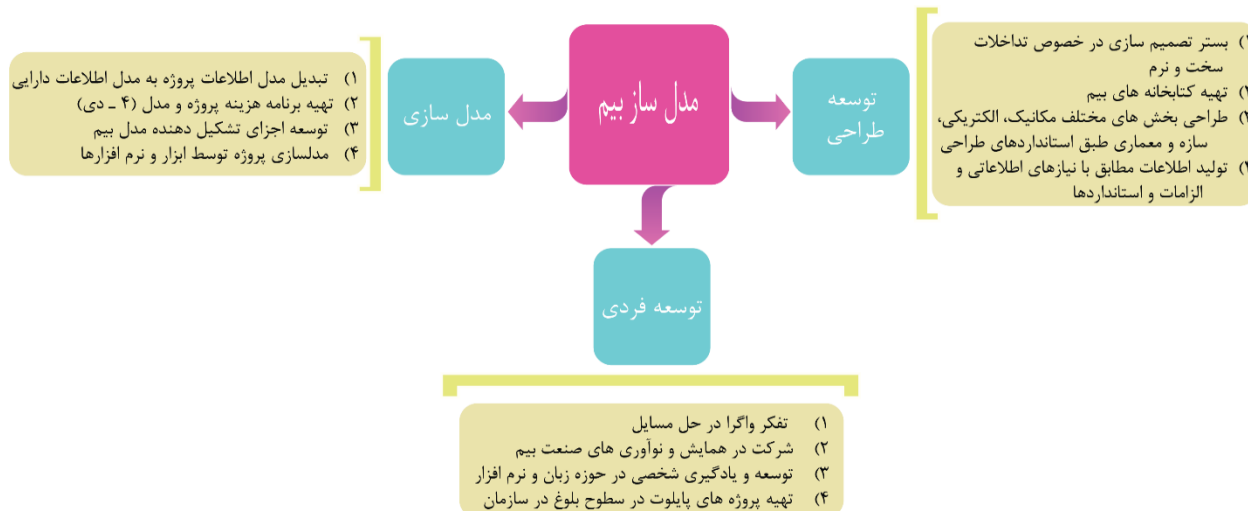 مدل ساز بیم
توسعه
طراحی
بستر تصمیم سازی در خصوص تداخلات
سخت و نرم
تهیه کتابخانه های بیم
طراحی بخش های مختلف مکانیک، الکتریکی،
سازه و معماری طبق استانداردهای طراحی
تولید اطلاعات مطابق با نیازهای اطلاعاتی و
الزامات و استانداردها
مدل سازی
۱) تبدیل مدل اطلاعات پروژه به مدل اطلاعات دارایی
۲) تهیه برنامه هزینه پروژه و مدل (۴ ـ دی)
۳) توسعه اجزای تشکیل دهنده مدل بیم
۴) مدلسازی پروژه توسط ابزار و نرم افزارها
توسعه فردی
۱) تفکر واگرا در حل مسایل
۲) شرکت در همایش و نوآوری های صنعت بیم
۳) توسعه و یادگیری شخصی در حوزه زبان و نرم افزار
۴) تهیه پروژه های پایلوت در سطوح بلوغ در سازمان